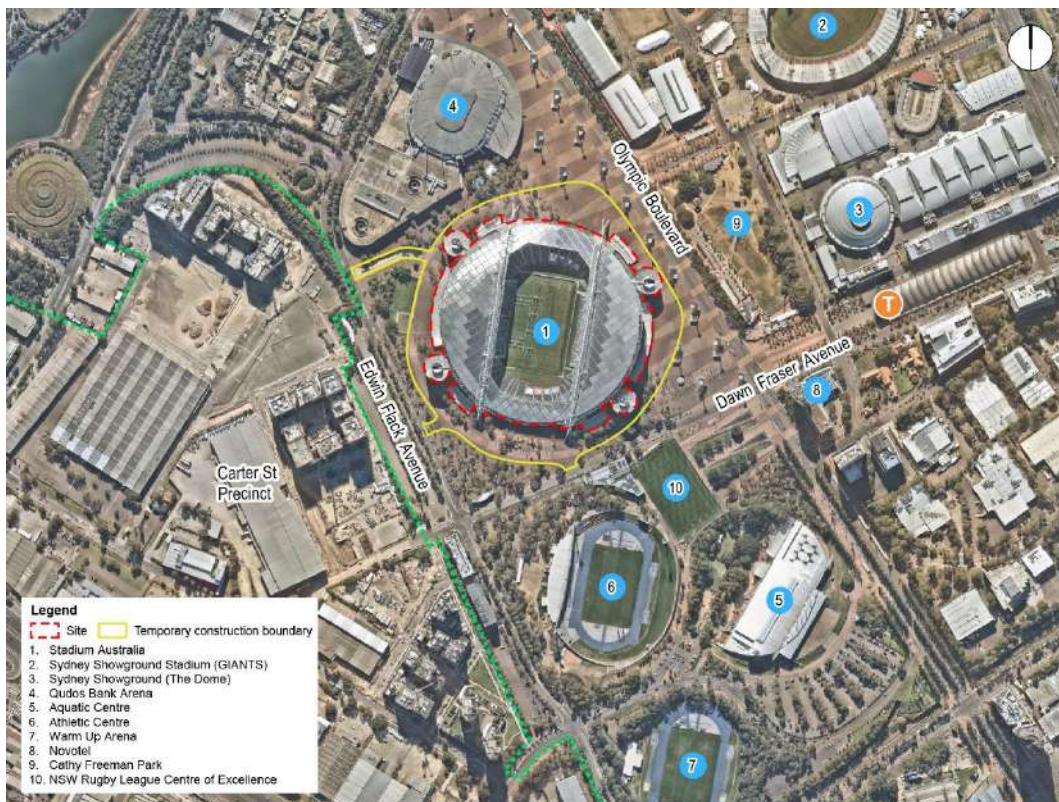 2
4
Olympic Boulevard
9
3
T
1
Dawn Fraser Avenue
8
Edwin Flack Avenue
Carter St
Precinct
10
6
5
7
Legend
Site
Temporary construction boundary
1. Stadium Australia
2. Sydney Showground Stadium (GIANTS)
3. Sydney Showground (The Dome)
4. Qudos Bank Arena
5. Aquatic Centre
6. Athletic Centre
7. Warm Up Arena
8. Novotel
9. Cathy Freeman Park
10. NSW Rugby League Centre of Excellence